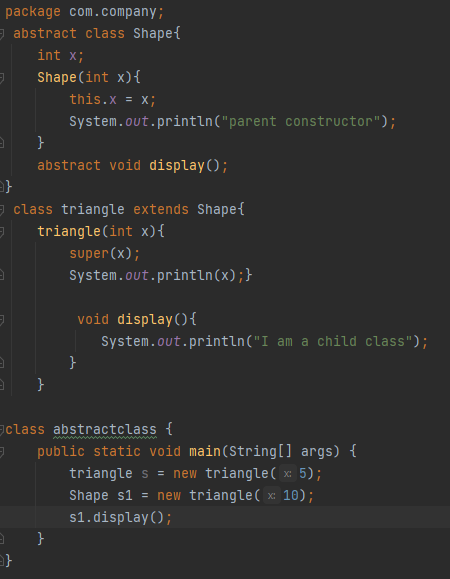 package com.company;
abstract class Shape{
int x;
Shape(int x){
this.x = x;
System.out.println("parent constructor");
}
abstract void display();
}
class triangle extends Shape{
triangle(int x){
super(x);
System.out.println(x);}
void display(){
System.out.println("I am a child class");
}
}
class abstractclass {
public static void main(String[] args) {
triangle s = new triangle( x: 5);
Shape s1 = new triangle( x: 10);
s1.display();
}
}